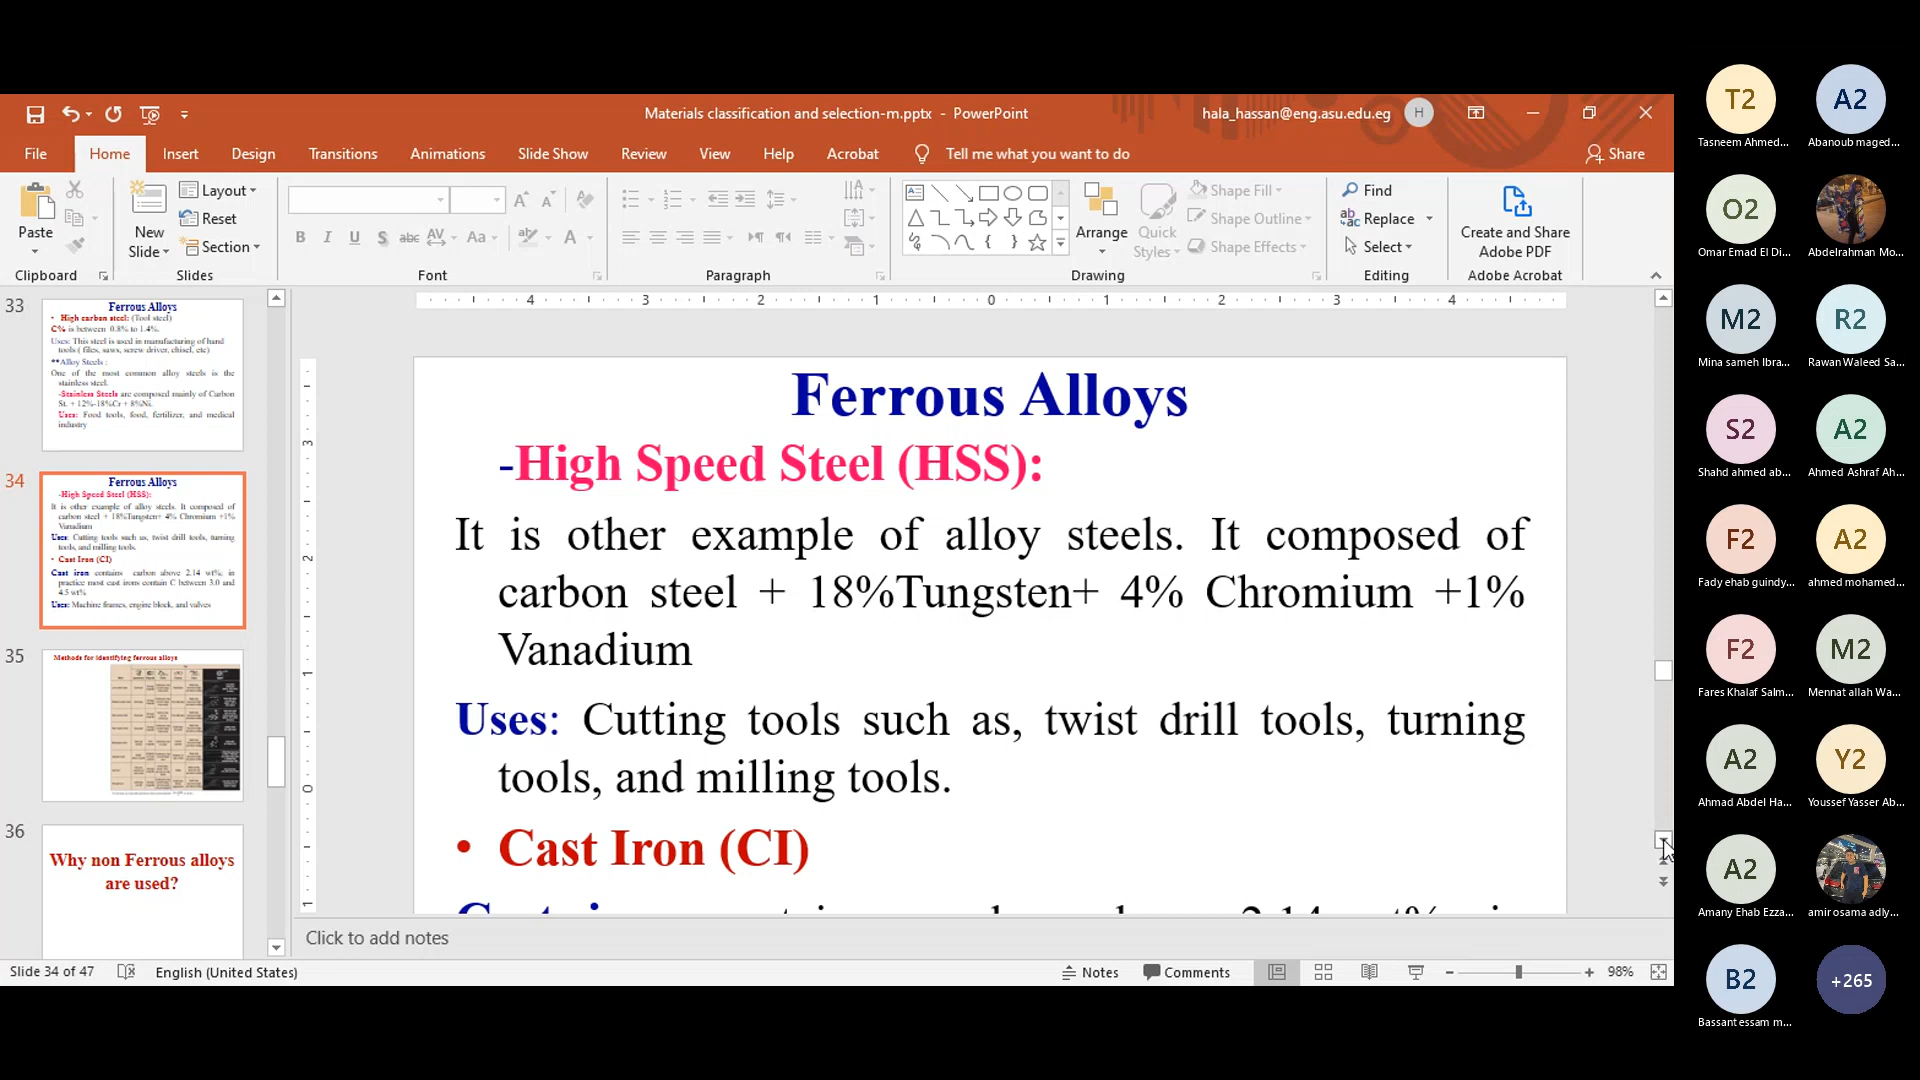 Materials classification and selection-m.pptx - PowerPoint
hala_hassan@eng.asu.edu.eg
H
File Home Insert Design Transitions Animations Slide Show Review View Help Acrobat Tell me what you want to do Share
Paste
Clipboard
New Slide
Layout
Reset
Section
Slides
Font
Paragraph
Arrange
Quick Styles
Shape Fill
Shape Outline
Shape Effects
Drawing
Find
Replace
Select
Editing
Create and Share Adobe PDF
Adobe Acrobat
33
Ferrous Alloys
• High carbon steel: (Tool steel)
C% is between 0.8% to 1.4%.
Uses: This steel is used in manufacturing of hand
tools ( files, saws, screw driver, chisel, etc)
**Alloy Steels :
One of the most common alloy steels is the
stainless steel.
-Stainless Steels are composed mainly of Carbon
St. + 12%-18%Cr + 8%Ni.
Uses: Food tools, food, fertilizer, and medical
industry
34
Ferrous Alloys
-High Speed Steel (HSS):
It is other example of alloy steels. It composed of
carbon steel + 18%Tungsten+ 4% Chromium +1%
Vanadium
Uses: Cutting tools such as, twist drill tools, turning
tools, and milling tools.
• Cast Iron (CI)
Cast iron contains carbon above 2.14 wt%; in
practice most cast irons contain C between 3.0 and
4.5 wt%
Uses: Machine frames, engine block, and valves
35
Methods for identifying ferrous alloys
36
Why non Ferrous alloys
are used?
4 3 2 1 0 1 2 3 4
3
2
1
0
1
Ferrous Alloys
-High Speed Steel (HSS):
It is other example of alloy steels. It composed of
carbon steel + 18%Tungsten+ 4% Chromium +1%
Vanadium
Uses: Cutting tools such as, twist drill tools, turning
tools, and milling tools.
• Cast Iron (CI)
Click to add notes
Slide 34 of 47 English (United States) Notes Comments 98%
T2 A2
Tasneem Ahmed... Abanoub maged...
O2
Omar Emad El Di... Abdelrahman Mo...
M2 R2
Mina sameh Ibra... Rawan Waleed Sa...
S2 A2
Shahd ahmed ab... Ahmed Ashraf Ah...
F2 A2
Fady ehab guindy... ahmed mohamed...
F2 M2
Fares Khalaf Salm... Mennat allah Wa...
A2 Y2
Ahmad Abdel Ha... Youssef Yasser Ab...
A2
Amany Ehab Ezza... amir osama adly...
B2 +265
Bassant essam m...